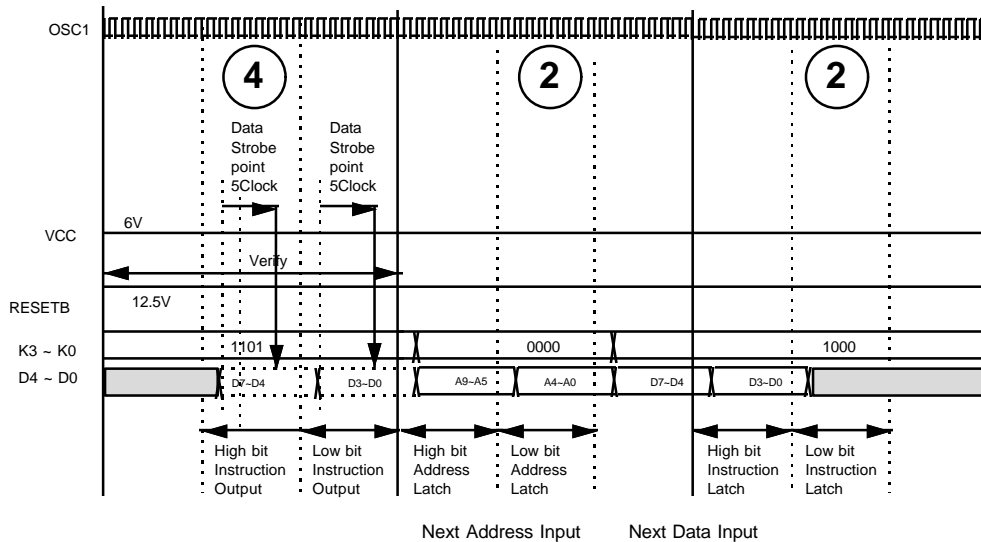 OSC1
4
2
2
Data
Strobe
point
5Clock
Data
Strobe
point
5Clock
6V
VCC
Verify
12.5V
RESETB
K3 ~ K0
1101
0000
1000
D4 ~ D0
D7~D4
D3~D0
A9~A5
A4~A0
D7~D4
D3~D0
High bit
Instruction
Output
Low bit
Instruction
Output
High bit
Address
Latch
Low bit
Address
Latch
High bit
Instruction
Latch
Low bit
Instruction
Latch
Next Address Input
Next Data Input